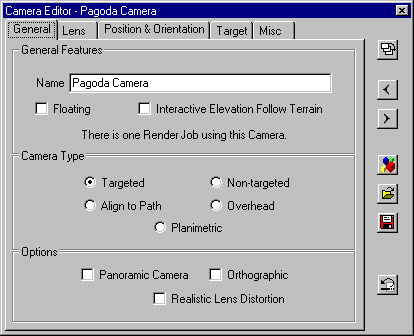 Camera Editor - Pagoda Camera
General Lens Position & Orientation Target Misc
General Features
Name Pagoda Camera
Floating Interactive Elevation Follow Terrain
There is one Render Job using this Camera.
Camera Type
Targeted Non-targeted
Align to Path Overhead
Planimetric
Options
Panoramic Camera Orthographic
Realistic Lens Distortion